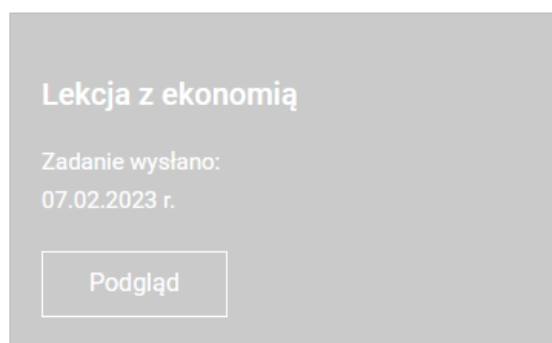 Lekcja z ekonomią
Zadanie wysłano:
07.02.2023 r.
Podgląd